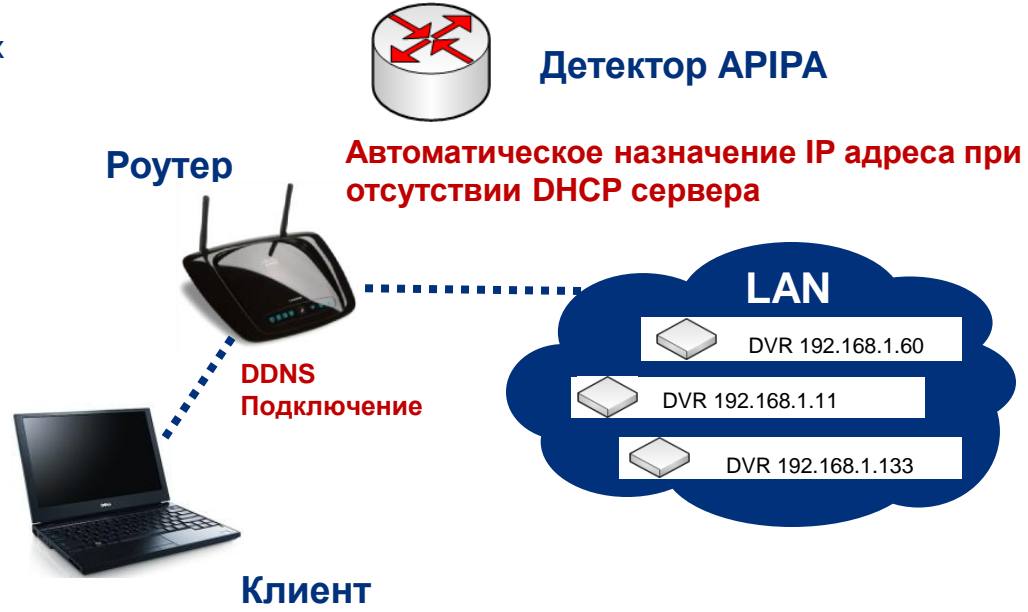 Детектор APIPA
Роутер
Автоматическое назначение IP адреса при
отсутствии DHCP сервера
LAN
DVR 192.168.1.60
DVR 192.168.1.11
DVR 192.168.1.133
DDNS
Подключение
Клиент